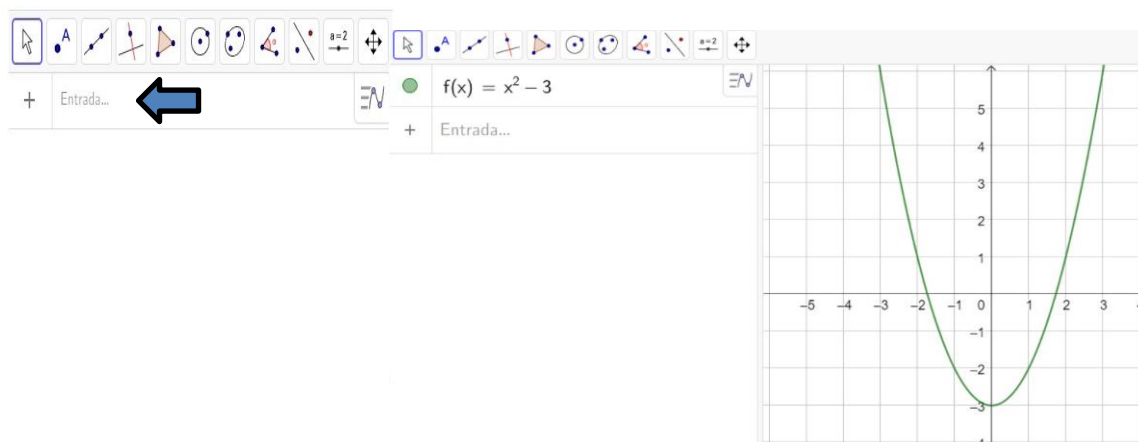 A
a=2
+ Entrada...
A
a=2
f(x) = x² − 3
+ Entrada...
5
4
3
2
1
−5 −4 −3 −2 −1 0 1 2 3
−1
−2
−3